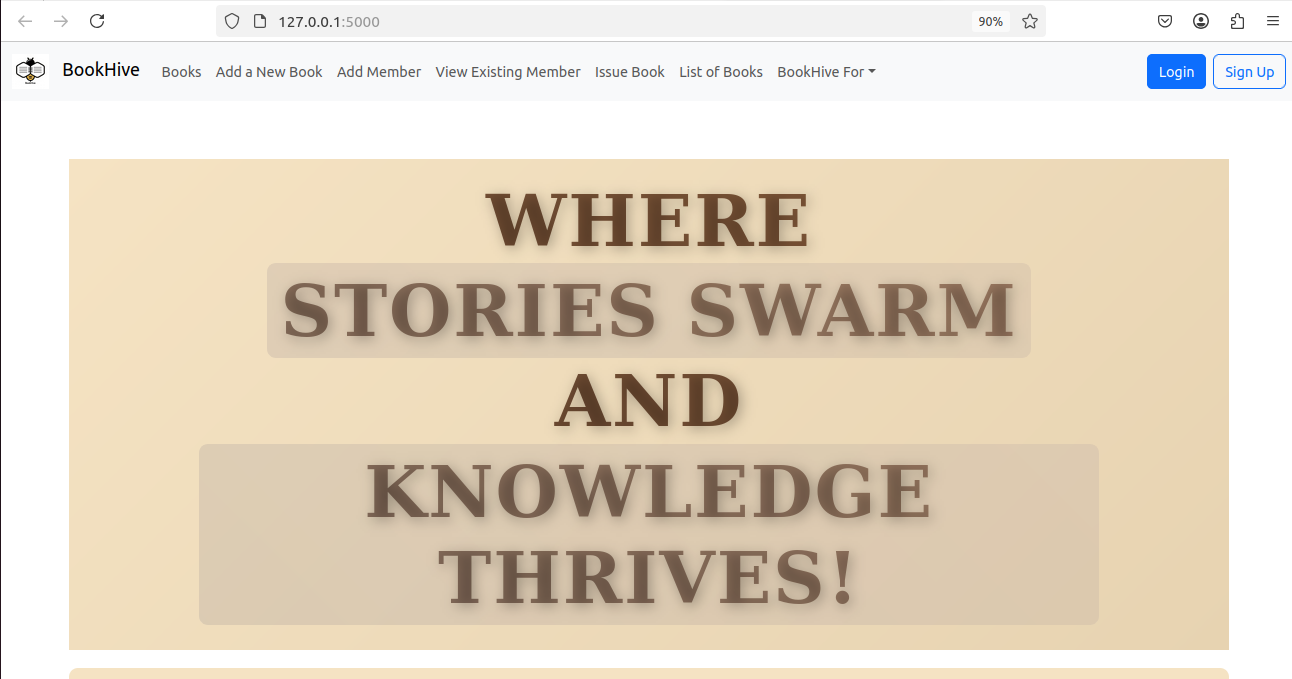 127.0.0.1:5000
90%
BookHive Books Add a New Book Add Member View Existing Member Issue Book List of Books BookHive For Login Sign Up
WHERE
STORIES SWARM
AND
KNOWLEDGE
THRIVES!